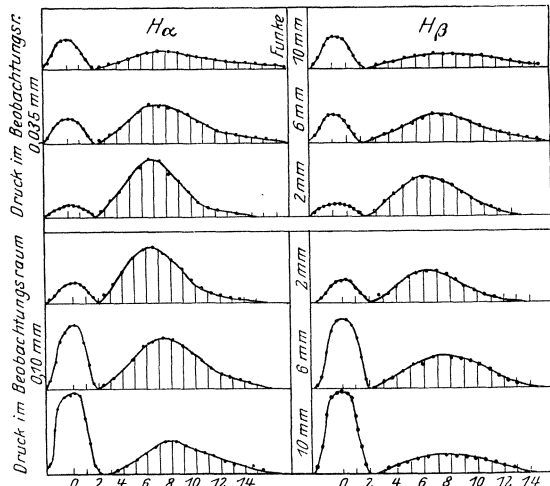 Hα
Funke
Hβ
Druck im Beobachtungsr.
0,035 mm
10 mm
6 mm
2 mm
Druck im Beobachtungsraum
0,10 mm
2 mm
6 mm
10 mm
0 2 4 6 8 10 12 14
0 2 4 6 8 10 12 14